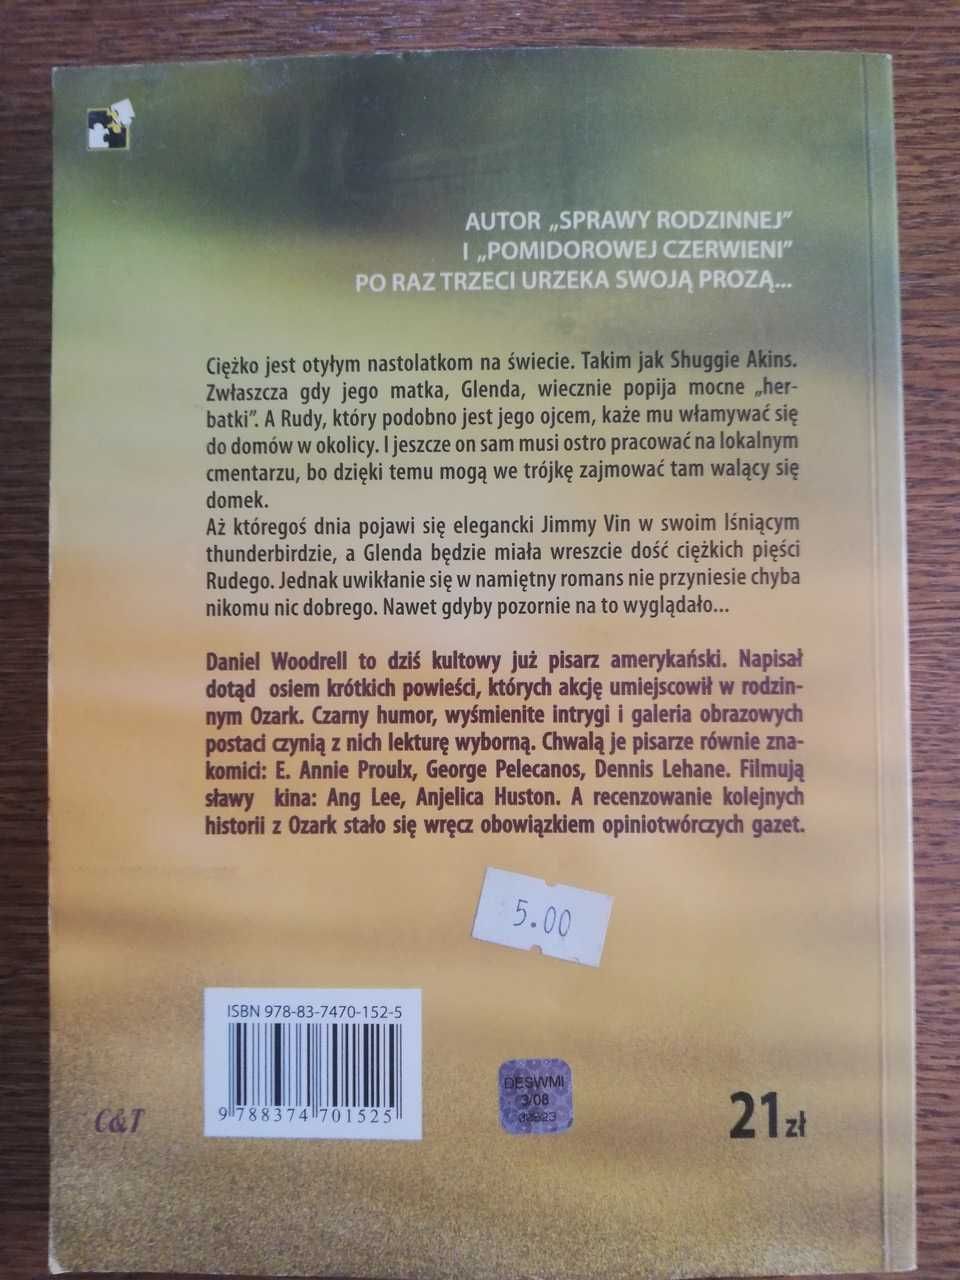 AUTOR „SPRAWY RODZINNEJ”
I „POMIDOROWEJ CZERWIENI”
PO RAZ TRZECI URZEKA SWOJĄ PROZĄ...
Ciężko jest otyłym nastolatkom na świecie. Takim jak Shuggie Akins.
Zwłaszcza gdy jego matka, Glenda, wiecznie popija mocne „her-
batki”. A Rudy, który podobno jest jego ojcem, każe mu włamywać się
do domów w okolicy. I jeszcze on sam musi ostro pracować na lokalnym
cmentarzu, bo dzięki temu mogą we trójkę zajmować tam walący się
domek.
Aż któregoś dnia pojawi się elegancki Jimmy Vin w swoim lśniącym
thunderbirdzie, a Glenda będzie miała wreszcie dość ciężkich pięści
Rudego. Jednak uwikłanie się w namiętny romans nie przyniesie chyba
nikomu nic dobrego. Nawet gdyby pozornie na to wyglądało...
Daniel Woodrell to dziś kultowy już pisarz amerykański. Napisał
dotąd osiem krótkich powieści, których akcję umiejscowił w rodzin-
nym Ozark. Czarny humor, wyśmienite intrygi i galeria obrazowych
postaci czynią z nich lekturę wyborną. Chwalą je pisarze równie zna-
komici: E. Annie Proulx, George Pelecanos, Dennis Lehane. Filmują
sławy kina: Ang Lee, Anjelica Huston. A recenzowanie kolejnych
historii z Ozark stało się wręcz obowiązkiem opiniotwórczych gazet.
5.00
ISBN 978-83-7470-152-5
9 788374 701525
C&T
DESWMI
3/08
21 zł